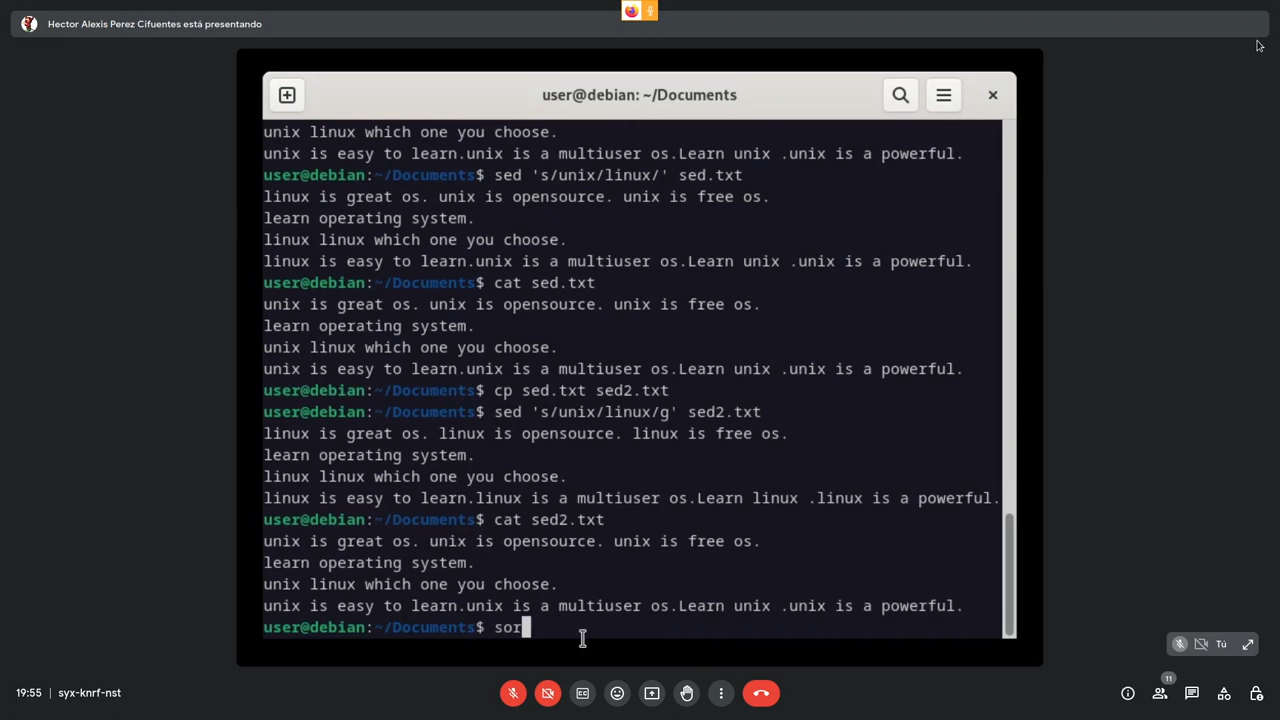 Hector Alexis Perez Cifuentes está presentando
user@debian: ~/Documents
unix linux which one you choose.
unix is easy to learn.unix is a multiuser os.Learn unix .unix is a powerful.
user@debian:~/Documents$ sed 's/unix/linux/' sed.txt
linux is great os. unix is opensource. unix is free os.
learn operating system.
linux linux which one you choose.
linux is easy to learn.unix is a multiuser os.Learn unix .unix is a powerful.
user@debian:~/Documents$ cat sed.txt
unix is great os. unix is opensource. unix is free os.
learn operating system.
unix linux which one you choose.
unix is easy to learn.unix is a multiuser os.Learn unix .unix is a powerful.
user@debian:~/Documents$ cp sed.txt sed2.txt
user@debian:~/Documents$ sed 's/unix/linux/g' sed2.txt
linux is great os. linux is opensource. linux is free os.
learn operating system.
linux linux which one you choose.
linux is easy to learn.linux is a multiuser os.Learn linux .linux is a powerful.
user@debian:~/Documents$ cat sed2.txt
unix is great os. unix is opensource. unix is free os.
learn operating system.
unix linux which one you choose.
unix is easy to learn.unix is a multiuser os.Learn unix .unix is a powerful.
user@debian:~/Documents$ sor
Tú
11
19:55 | syx-knrf-nst